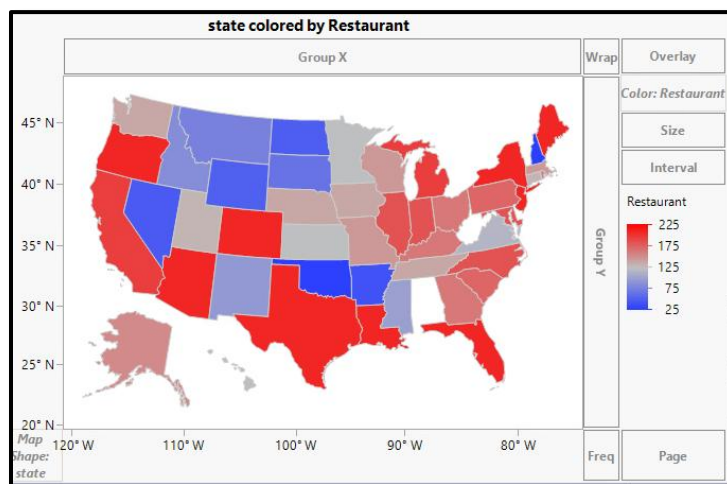 state colored by Restaurant
Group X
Wrap
Overlay
Color: Restaurant
Size
Interval
45° N
40° N
35° N
30° N
25° N
20° N
Group Y
Restaurant
225
175
125
75
25
120° W
110° W
100° W
90° W
80° W
Map
Shape:
state
Freq
Page